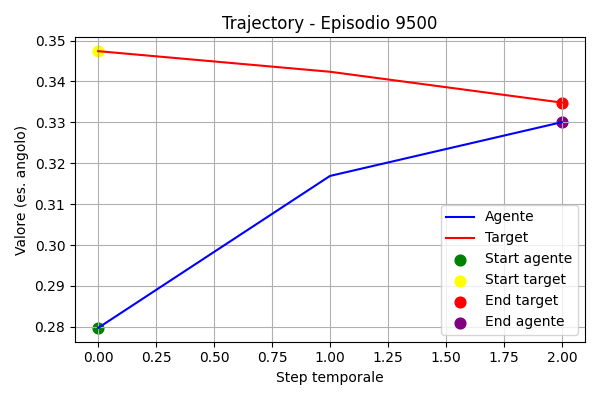 Trajectory - Episodio 9500
0.35
0.34
0.33
0.32
0.31
0.30
0.29
0.28
Valore (es. angolo)
Agente
Target
Start agente
Start target
End target
End agente
0.00 0.25 0.50 0.75 1.00 1.25 1.50 1.75 2.00
Step temporale